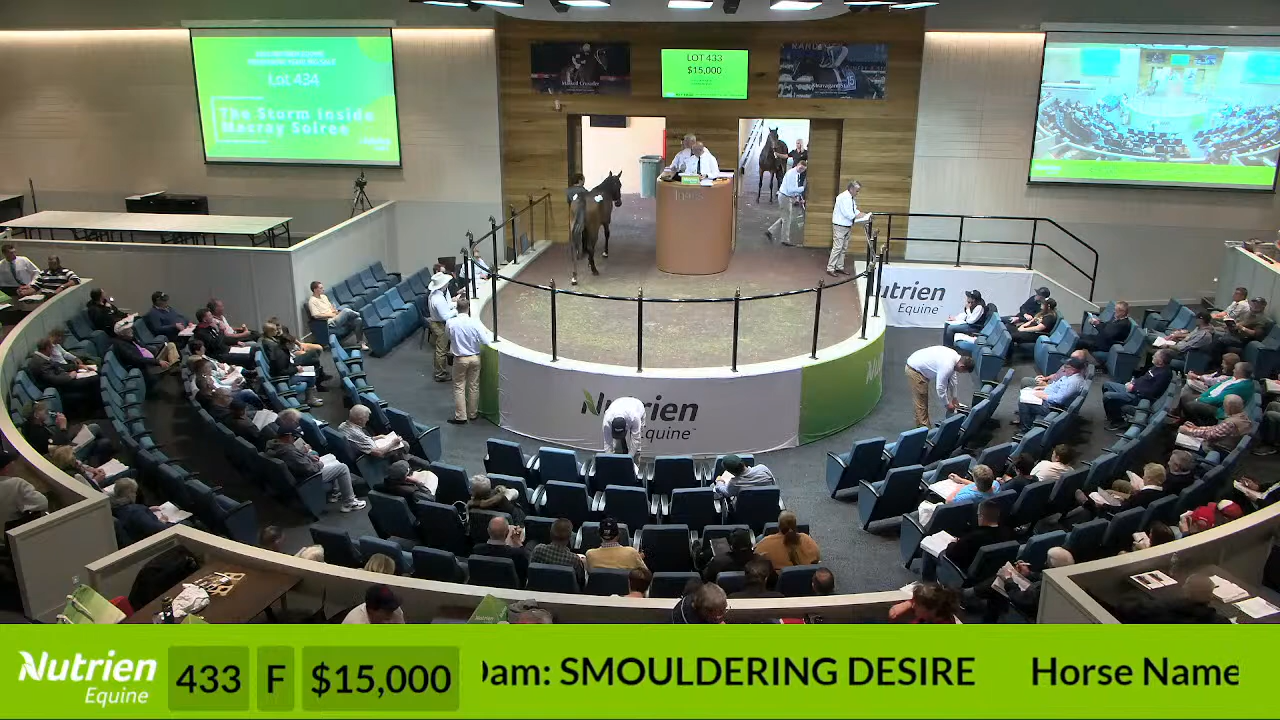 Lot 434
The Storm Inside
Macray Soiree
LOT 433
$15,000
Nutrien
Equine
Nutrien
Equine
Nutrien
Equine
433
F
$15,000
Dam: SMOULDERING DESIRE
Horse Name